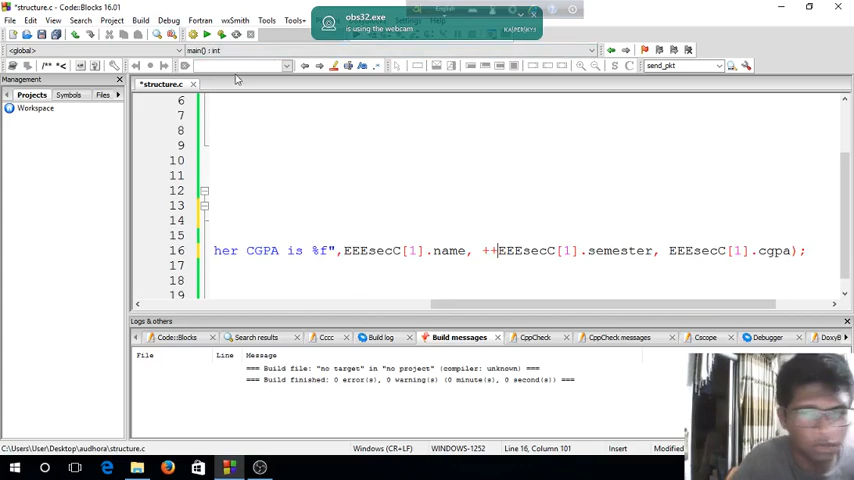 *structure.c - Code::Blocks 16.01
File Edit View Search Project Build Debug Fortran wxSmith Tools Tools+
obs32.exe
is using the webcam
KASPERSKY
English
<global>
main() : int
send_pkt
Management
*structure.c
Projects Symbols Files
Workspace
6
7
8
9
10
11
12
13
14
15
16 her CGPA is %f",EEEsecC[1].name, ++EEEsecC[1].semester, EEEsecC[1].cgpa);
17
18
19
Logs & others
Code::Blocks Search results Cccc Build log Build messages CppCheck CppCheck messages Cscope Debugger DoxyB
File Line Message
=== Build file: "no target" in "no project" (compiler: unknown) ===
=== Build finished: 0 error(s), 0 warning(s) (0 minute(s), 0 second(s)) ===
C:\Users\User\Desktop\audhora\structure.c Windows (CR+LF) WINDOWS-1252 Line 16, Column 101 Insert Modified